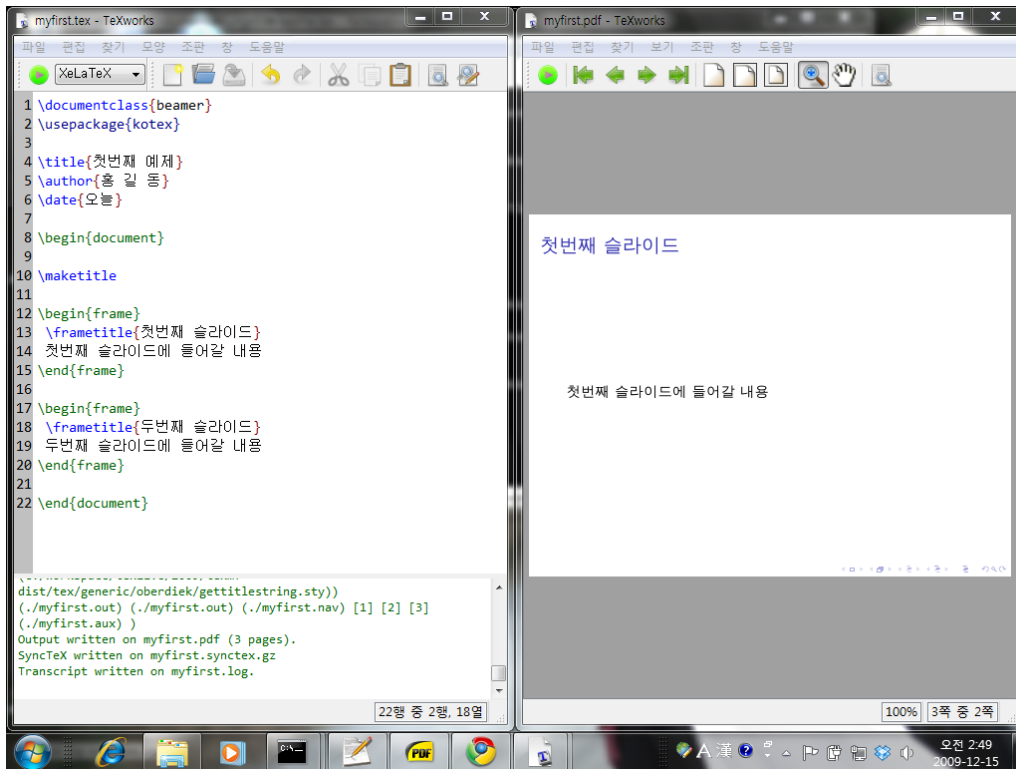 myfirst.tex - TeXworks
파일 편집 찾기 모양 조판 창 도움말
XeLaTeX
1 \documentclass{beamer}
2 \usepackage{kotex}
3
4 \title{첫번째 예제}
5 \author{홍 길 동}
6 \date{오늘}
7
8 \begin{document}
9
10 \maketitle
11
12 \begin{frame}
13 \frametitle{첫번째 슬라이드}
14 첫번째 슬라이드에 들어갈 내용
15 \end{frame}
16
17 \begin{frame}
18 \frametitle{두번째 슬라이드}
19 두번째 슬라이드에 들어갈 내용
20 \end{frame}
21
22 \end{document}
dist/tex/generic/oberdiek/gettitlestring.sty))
(./myfirst.out) (./myfirst.out) (./myfirst.nav) [1] [2] [3]
(./myfirst.aux) )
Output written on myfirst.pdf (3 pages).
SyncTeX written on myfirst.synctex.gz
Transcript written on myfirst.log.
22행 중 2행, 18열
myfirst.pdf - TeXworks
파일 편집 찾기 보기 조판 창 도움말
첫번째 슬라이드
첫번째 슬라이드에 들어갈 내용
100% 3쪽 중 2쪽
C:\_
PDF
A 漢
오전 2:49
2009-12-15